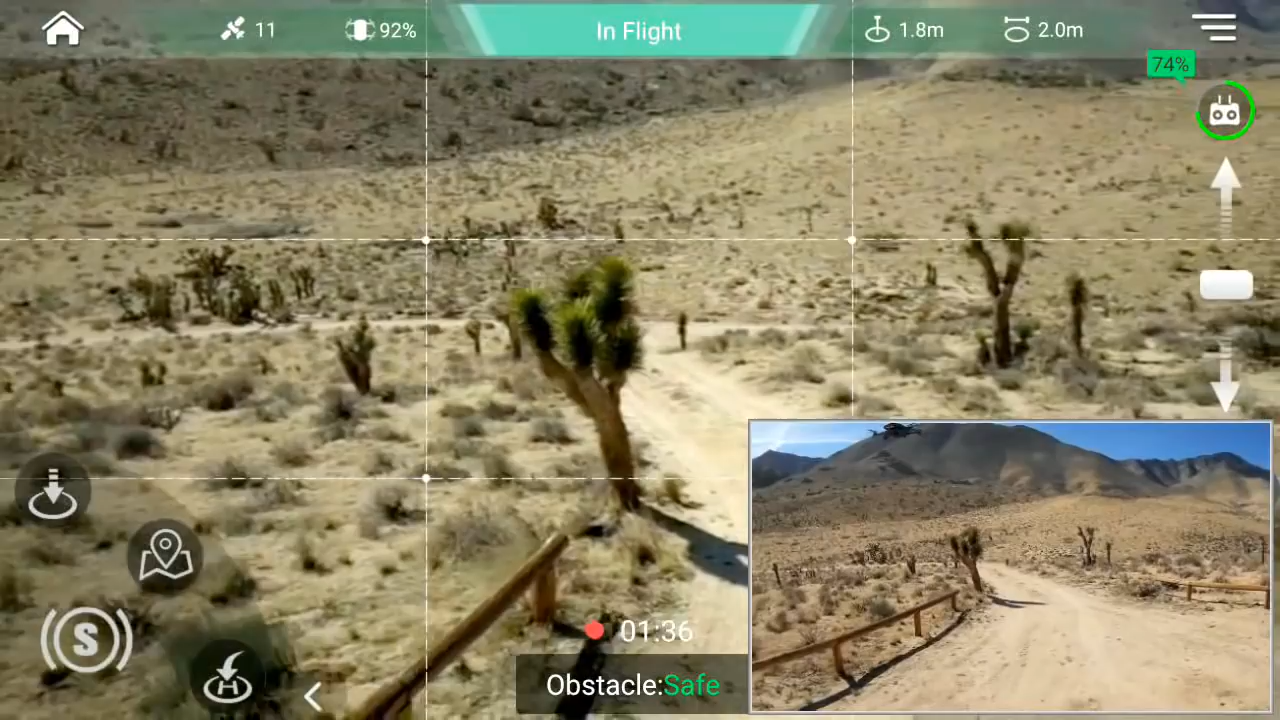 11
92%
In Flight
1.8m
2.0m
74%
S
H
01:36
Obstacle:Safe